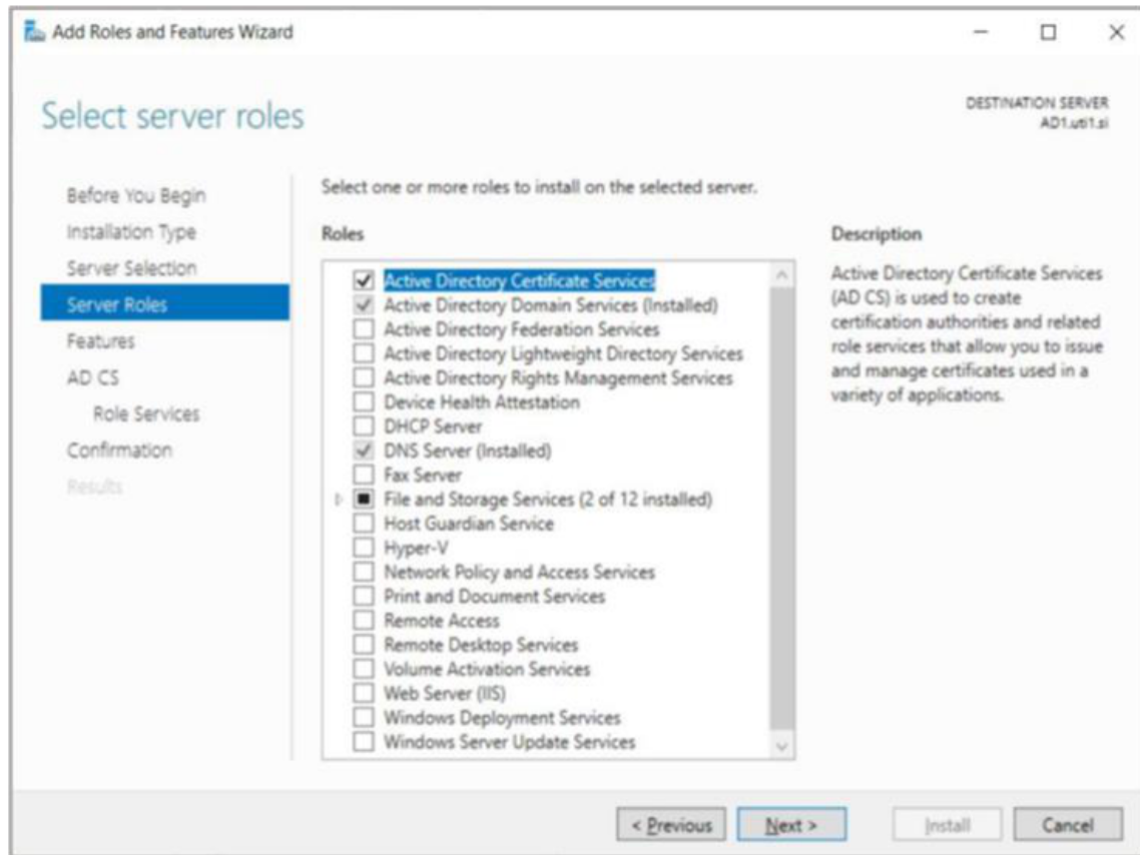 Add Roles and Features Wizard
Select server roles
DESTINATION SERVER
AD1.uti1.si
Before You Begin
Installation Type
Server Selection
Server Roles
Features
AD CS
Role Services
Confirmation
Results
Select one or more roles to install on the selected server.
Roles
Active Directory Certificate Services
Active Directory Domain Services (Installed)
Active Directory Federation Services
Active Directory Lightweight Directory Services
Active Directory Rights Management Services
Device Health Attestation
DHCP Server
DNS Server (Installed)
Fax Server
File and Storage Services (2 of 12 installed)
Host Guardian Service
Hyper-V
Network Policy and Access Services
Print and Document Services
Remote Access
Remote Desktop Services
Volume Activation Services
Web Server (IIS)
Windows Deployment Services
Windows Server Update Services
Description
Active Directory Certificate Services
(AD CS) is used to create
certification authorities and related
role services that allow you to issue
and manage certificates used in a
variety of applications.
< Previous
Next >
Install
Cancel